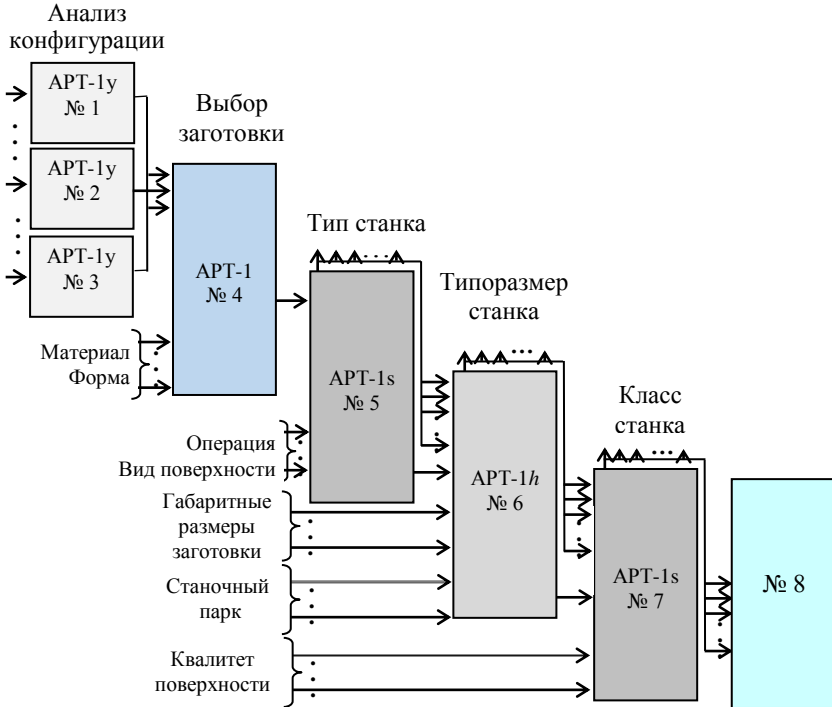 Анализ
конфигурации
АРТ-1у
№ 1
АРТ-1у
№ 2
АРТ-1у
№ 3
Выбор
заготовки
АРТ-1
№ 4
Материал
Форма
Тип станка
АРТ-1s
№ 5
Операция
Вид поверхности
Типоразмер
станка
АРТ-1h
№ 6
Габаритные
размеры
заготовки
Станочный
парк
Класс
станка
АРТ-1s
№ 7
Квалитет
поверхности
№ 8